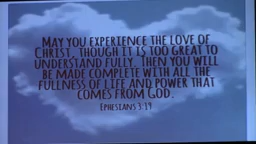 MAY YOU EXPERIENCE THE LOVE OF
CHRIST, THOUGH IT IS TOO GREAT TO
UNDERSTAND FULLY. THEN YOU WILL
BE MADE COMPLETE WITH ALL THE
FULLNESS OF LIFE AND POWER THAT
COMES FROM GOD.
EPHESIANS 3:19